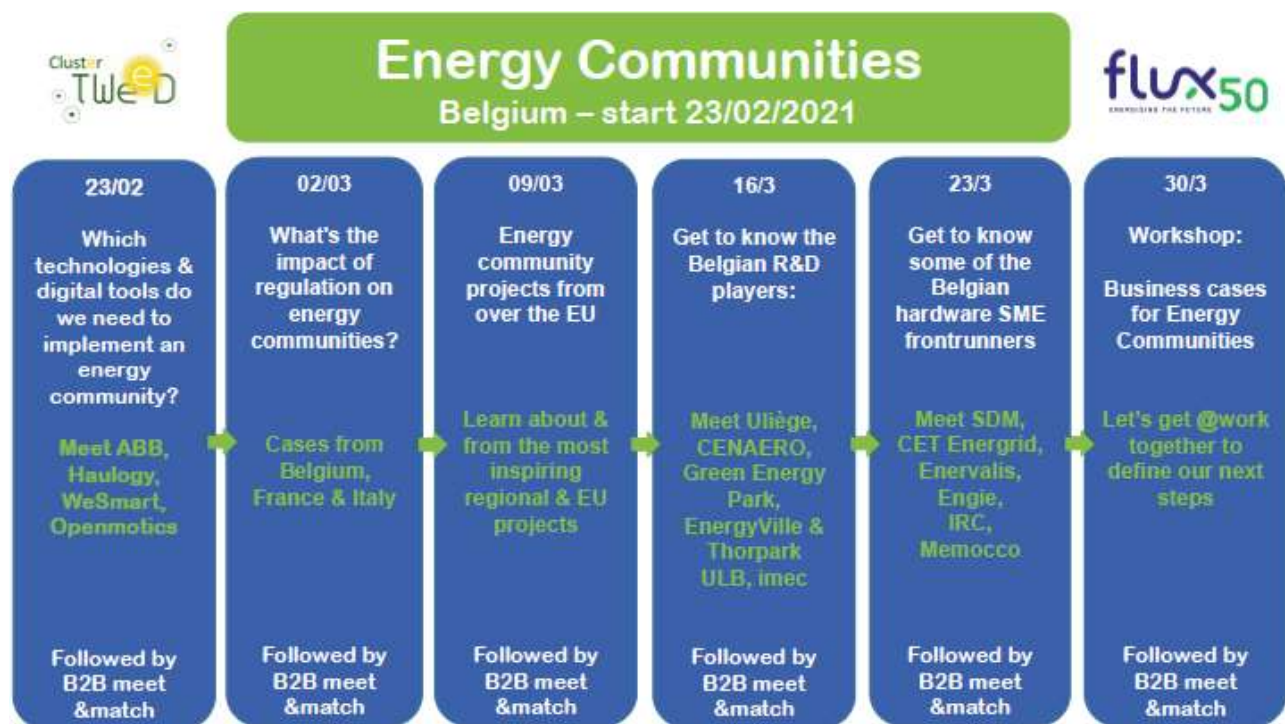 Cluster
TWeeD
Energy Communities
Belgium – start 23/02/2021
flux50
ENERGISING THE FUTURE
23/02
Which
technologies &
digital tools do
we need to
implement an
energy
community?
Meet ABB,
Haulogy,
WeSmart,
Openmotics
Followed by
B2B meet
&match
02/03
What's the
impact of
regulation on
energy
communities?
Cases from
Belgium,
France & Italy
Followed by
B2B meet
&match
09/03
Energy
community
projects from
over the EU
Learn about &
from the most
inspiring
regional & EU
projects
Followed by
B2B meet
&match
16/3
Get to know the
Belgian R&D
players:
Meet Uliège,
CENAERO,
Green Energy
Park,
EnergyVille &
Thorpark
ULB, imec
Followed by
B2B meet
&match
23/3
Get to know
some of the
Belgian
hardware SME
frontrunners
Meet SDM,
CET Energrid,
Enervalis,
Engie,
IRC,
Memocco
Followed by
B2B meet
&match
30/3
Workshop:
Business cases
for Energy
Communities
Let's get @work
together to
define our next
steps
Followed by
B2B meet
&match